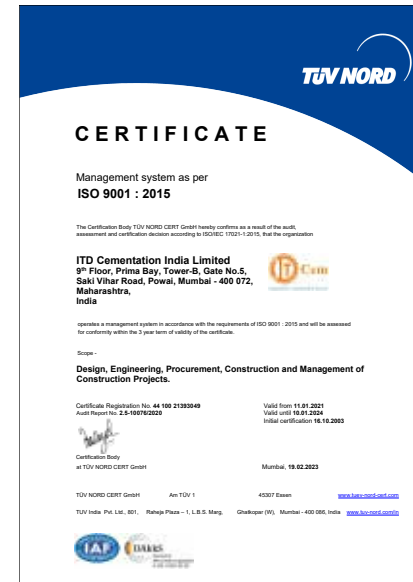 TÜV NORD
CERTIFICATE
Management system as per
ISO 9001 : 2015
The Certification Body TÜV NORD CERT GmbH hereby confirms as a result of the audit,
assessment and certification decision according to ISO/IEC 17021-1:2015, that the organization
ITD Cementation India Limited
9th Floor, Prima Bay, Tower-B, Gate No.5,
Saki Vihar Road, Powai, Mumbai - 400 072,
Maharashtra,
India
ITD Cem
operates a management system in accordance with the requirements of ISO 9001 : 2015 and will be assessed
for conformity within the 3 year term of validity of the certificate.
Scope -
Design, Engineering, Procurement, Construction and Management of
Construction Projects.
Certificate Registration No. 44 100 21393049 Valid from 11.01.2021
Audit Report No. 2.5-10076/2020 Valid until 10.01.2024
Initial certification 16.10.2003
Certification Body
at TÜV NORD CERT GmbH Mumbai, 19.02.2023
TÜV NORD CERT GmbH Am TÜV 1 45307 Essen www.tuev-nord-cert.com
TUV India Pvt. Ltd., 801, Raheja Plaza – 1, L.B.S. Marg, Ghatkopar (W), Mumbai - 400 086, India www.tuv-nord.com/in
IAF
DAkkS